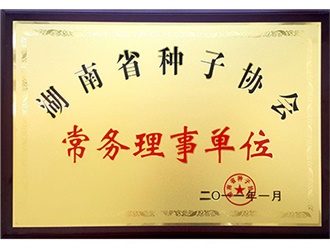 湖南省种子协会
常务理事单位
二〇一一年一月